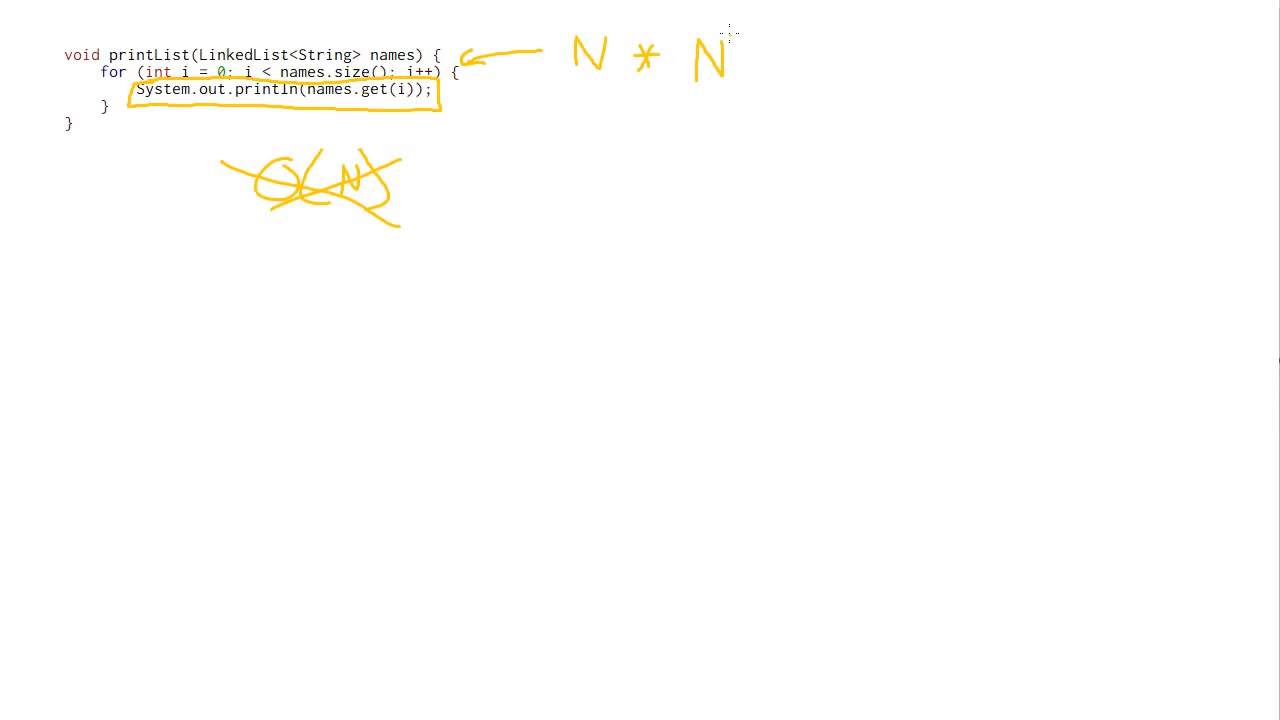 void printList(LinkedList<String> names) {
for (int i = 0; i < names.size(); i++) {
System.out.println(names.get(i));
}
}
N * N
O(N)